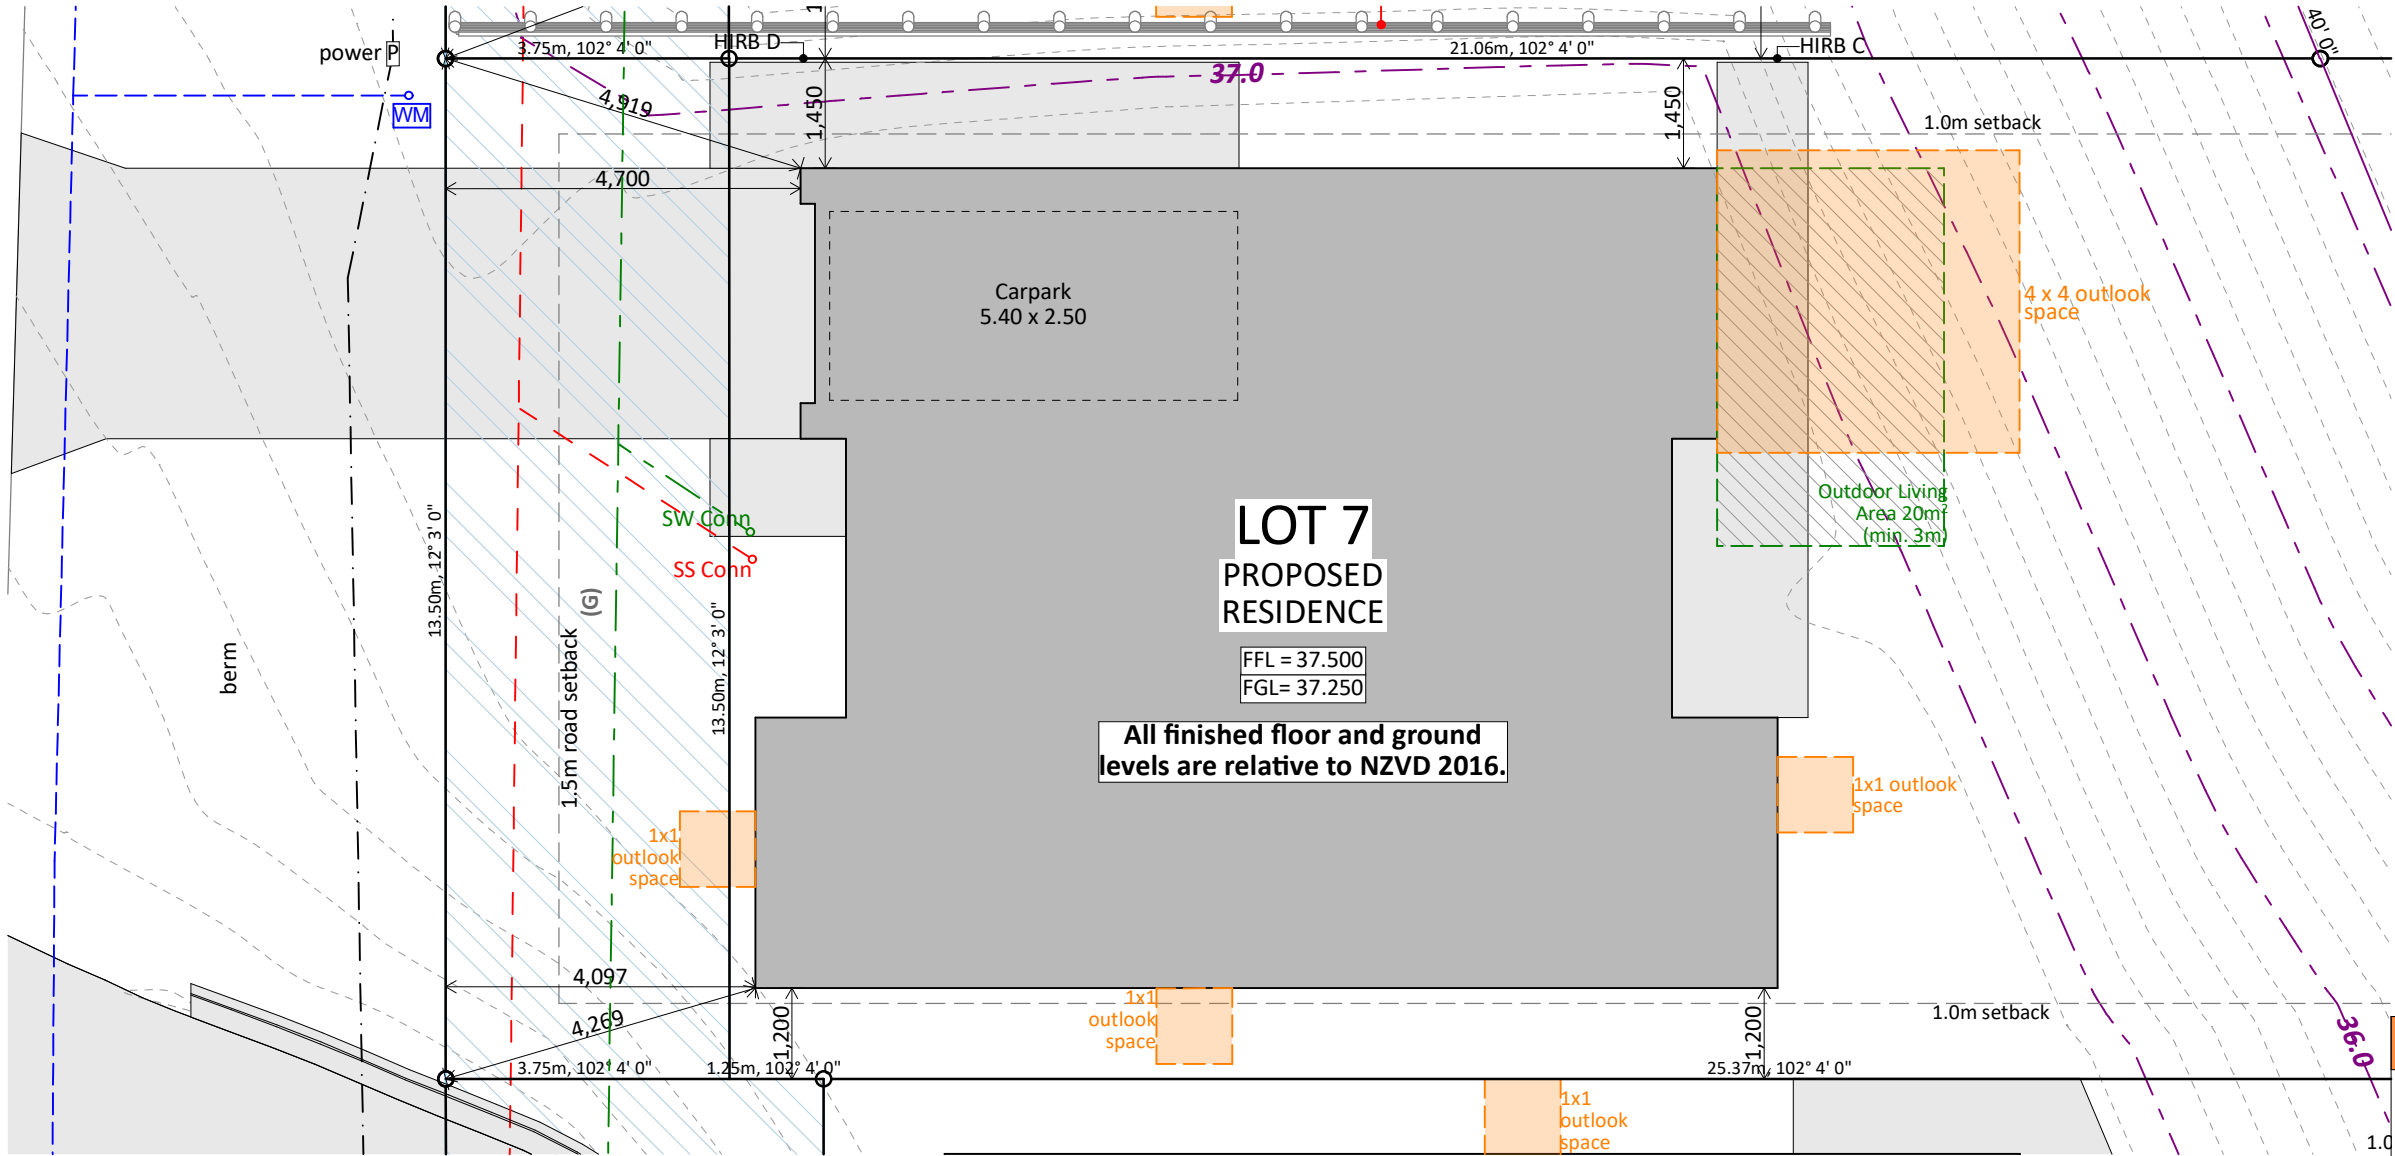 1
40' 0"
power P
3.75m, 102° 4' 0"
HIRB D
21.06m, 102° 4' 0"
HIRB C
37.0
WM
4,919
1,450
1,450
1.0m setback
4,700
Carpark
5.40 x 2.50
4 x 4 outlook
space
Outdoor Living
Area 20m²
(min. 3m)
SW Conn
SS Conn
LOT 7
PROPOSED
RESIDENCE
FFL = 37.500
FGL= 37.250
All finished floor and ground
levels are relative to NZVD 2016.
13.50m, 12° 3' 0"
(G)
1.5m road setback
13.50m, 12° 3' 0"
berm
1x1 outlook
space
1x1
outlook
space
4,097
4,269
1,200
1x1
outlook
space
1,200
1.0m setback
36.0
3.75m, 102° 4' 0"
1.25m, 102° 4' 0"
25.37m, 102° 4' 0"
1x1
outlook
space
1.0